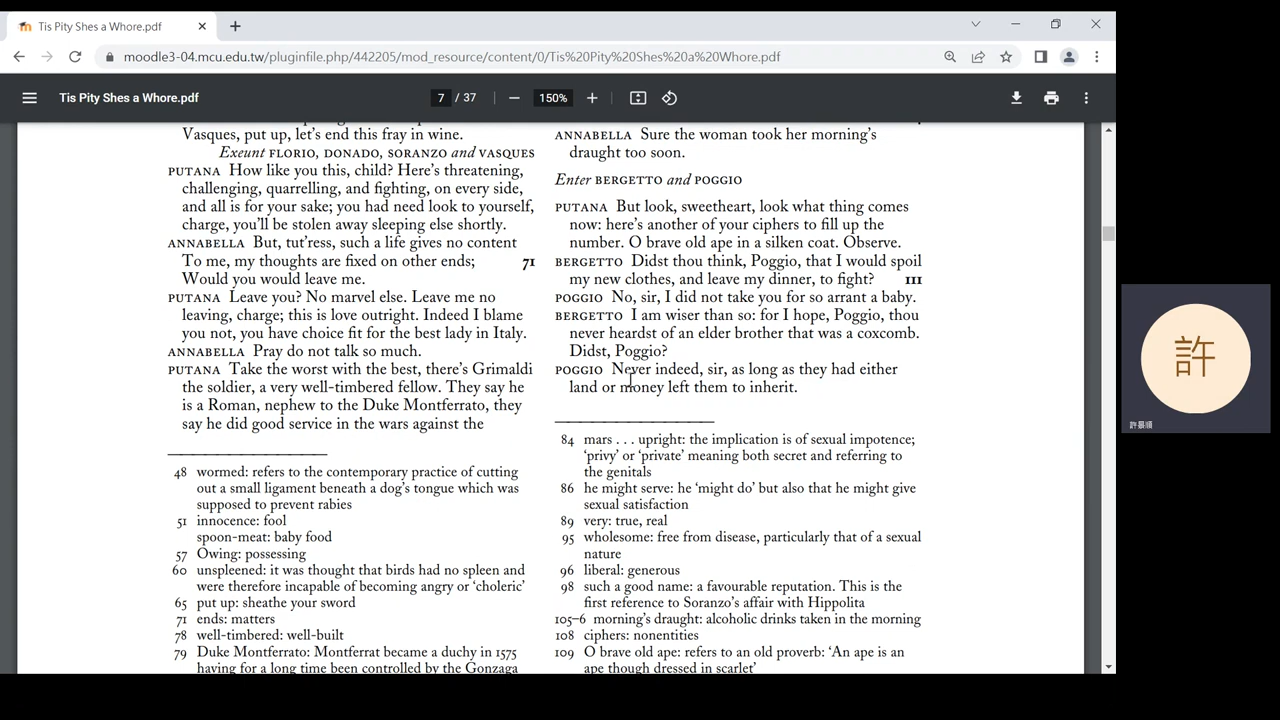 Tis Pity Shes a Whore.pdf
moodle3-04.mcu.edu.tw/pluginfile.php/442205/mod_resource/content/0/Tis%20Pity%20Shes%20a%20Whore.pdf
Tis Pity Shes a Whore.pdf
7 / 37
150%
Vasques, put up, let's end this fray in wine.
Exeunt FLORIO, DONADO, SORANZO and VASQUES
PUTANA How like you this, child? Here's threatening,
challenging, quarrelling, and fighting, on every side,
and all is for your sake; you had need look to yourself,
charge, you'll be stolen away sleeping else shortly.
ANNABELLA But, tut'ress, such a life gives no content
To me, my thoughts are fixed on other ends; 71
Would you would leave me.
PUTANA Leave you? No marvel else. Leave me no
leaving, charge; this is love outright. Indeed I blame
you not, you have choice fit for the best lady in Italy.
ANNABELLA Pray do not talk so much.
PUTANA Take the worst with the best, there's Grimaldi
the soldier, a very well-timbered fellow. They say he
is a Roman, nephew to the Duke Montferrato, they
say he did good service in the wars against the
48 wormed: refers to the contemporary practice of cutting
out a small ligament beneath a dog's tongue which was
supposed to prevent rabies
51 innocence: fool
spoon-meat: baby food
57 Owing: possessing
60 unspleened: it was thought that birds had no spleen and
were therefore incapable of becoming angry or 'choleric'
65 put up: sheathe your sword
71 ends: matters
78 well-timbered: well-built
79 Duke Montferrato: Montferrat became a duchy in 1575
having for a long time been controlled by the Gonzaga
ANNABELLA Sure the woman took her morning's
draught too soon.
Enter BERGETTO and POGGIO
PUTANA But look, sweetheart, look what thing comes
now: here's another of your ciphers to fill up the
number. O brave old ape in a silken coat. Observe.
BERGETTO Didst thou think, Poggio, that I would spoil
my new clothes, and leave my dinner, to fight? 111
POGGIO No, sir, I did not take you for so arrant a baby.
BERGETTO I am wiser than so: for I hope, Poggio, thou
never heardst of an elder brother that was a coxcomb.
Didst, Poggio?
POGGIO Never indeed, sir, as long as they had either
land or money left them to inherit.
84 mars . . . upright: the implication is of sexual impotence;
'privy' or 'private' meaning both secret and referring to
the genitals
86 he might serve: he 'might do' but also that he might give
sexual satisfaction
89 very: true, real
95 wholesome: free from disease, particularly that of a sexual
nature
96 liberal: generous
98 such a good name: a favourable reputation. This is the
first reference to Soranzo's affair with Hippolita
105–6 morning's draught: alcoholic drinks taken in the morning
108 ciphers: nonentities
109 O brave old ape: refers to an old proverb: 'An ape is an
ape though dressed in scarlet'
許
許景順